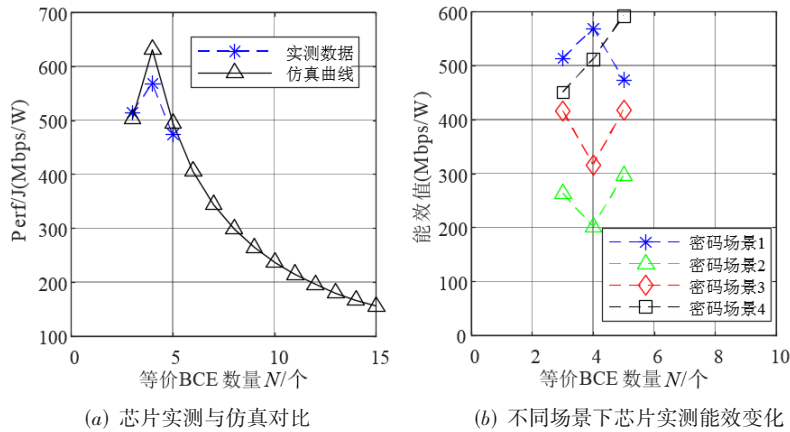 700
600
500
400
300
200
100
0
5
10
15
Perf/J(Mbps/W)
等价BCE数量N/个
实测数据
仿真曲线
(a) 芯片实测与仿真对比
600
500
400
300
200
100
0
0
2
4
6
8
10
能效值(Mbps/W)
等价BCE数量N/个
密码场景1
密码场景2
密码场景3
密码场景4
(b) 不同场景下芯片实测能效变化